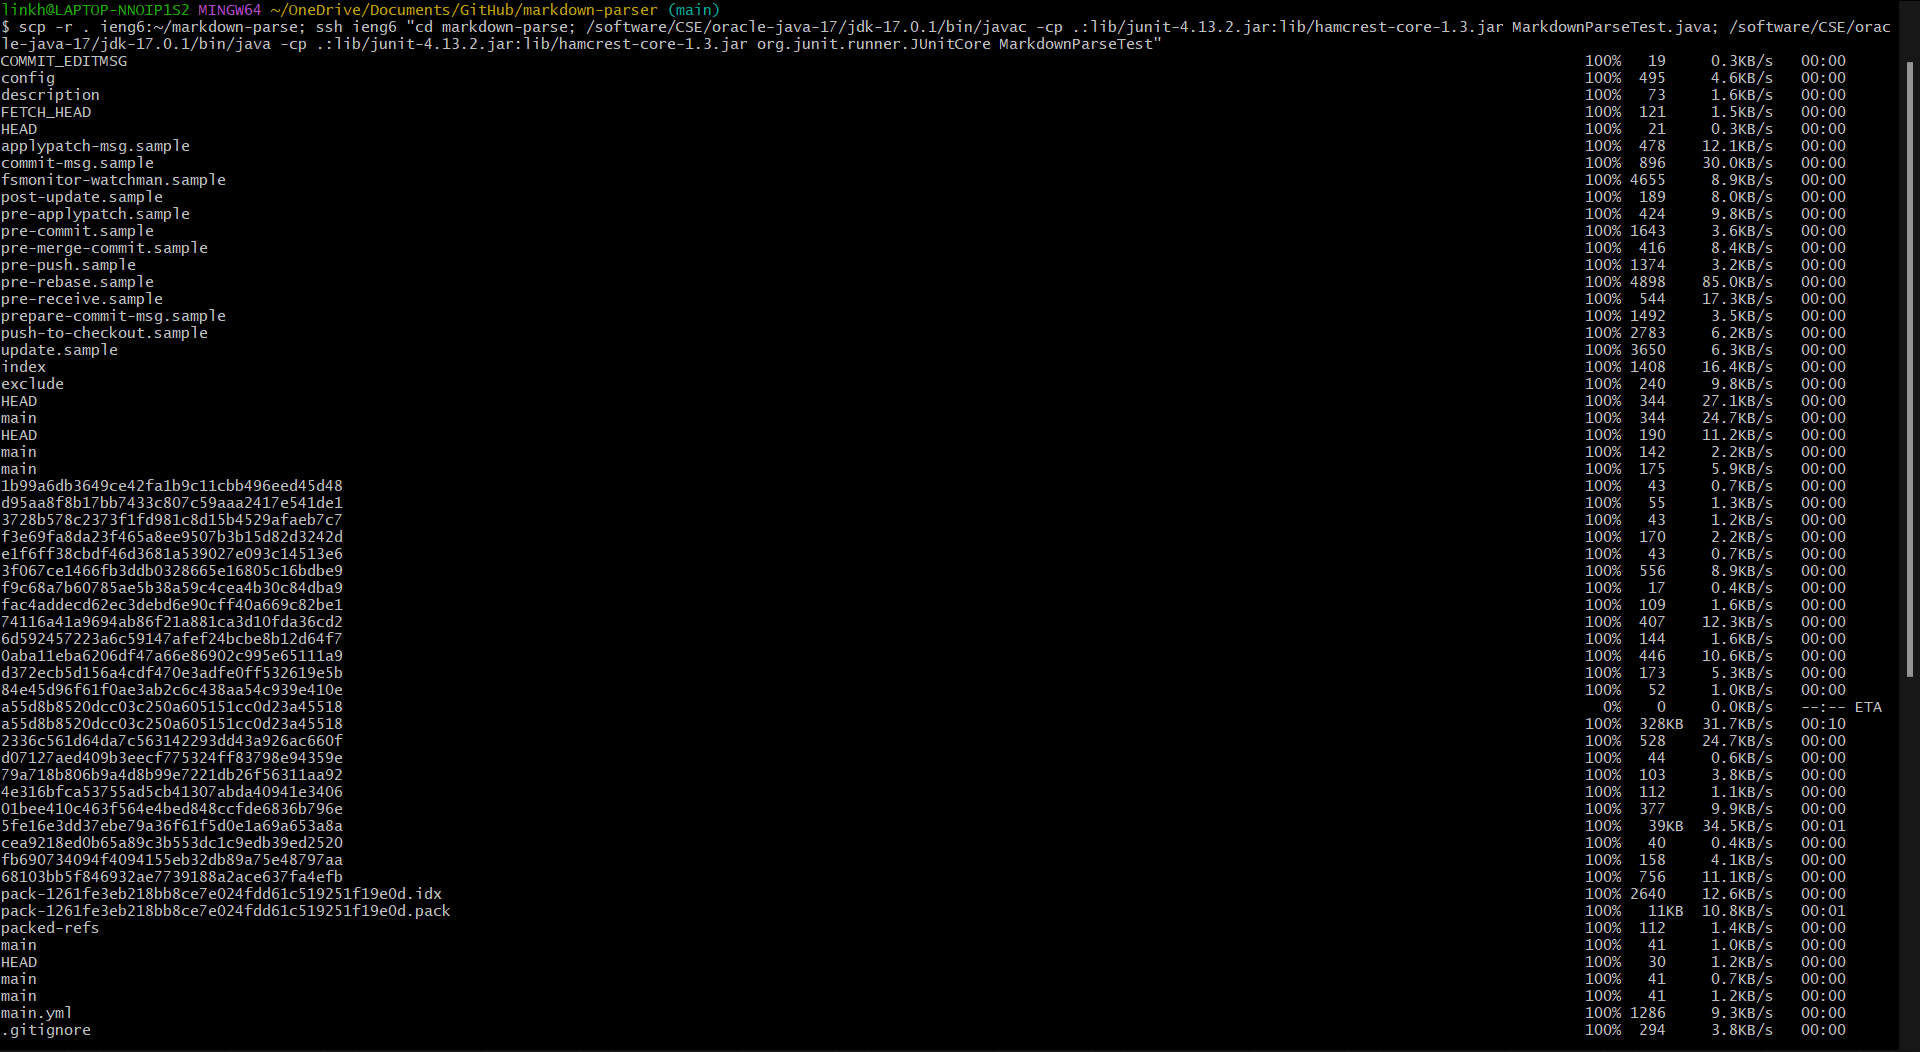 linkh@LAPTOP-NNOIP1S2 MINGW64 ~/OneDrive/Documents/GitHub/markdown-parser (main)
$ scp -r . ieng6:~/markdown-parse; ssh ieng6 "cd markdown-parse; /software/CSE/oracle-java-17/jdk-17.0.1/bin/javac -cp .:lib/junit-4.13.2.jar:lib/hamcrest-core-1.3.jar MarkdownParseTest.java; /software/CSE/orac
le-java-17/jdk-17.0.1/bin/java -cp .:lib/junit-4.13.2.jar:lib/hamcrest-core-1.3.jar org.junit.runner.JUnitCore MarkdownParseTest"
COMMIT_EDITMSG 100% 19 0.3KB/s 00:00
config 100% 495 4.6KB/s 00:00
description 100% 73 1.6KB/s 00:00
FETCH_HEAD 100% 121 1.5KB/s 00:00
HEAD 100% 21 0.3KB/s 00:00
applypatch-msg.sample 100% 478 12.1KB/s 00:00
commit-msg.sample 100% 896 30.0KB/s 00:00
fsmonitor-watchman.sample 100% 4655 8.9KB/s 00:00
post-update.sample 100% 189 8.0KB/s 00:00
pre-applypatch.sample 100% 424 9.8KB/s 00:00
pre-commit.sample 100% 1643 3.6KB/s 00:00
pre-merge-commit.sample 100% 416 8.4KB/s 00:00
pre-push.sample 100% 1374 3.2KB/s 00:00
pre-rebase.sample 100% 4898 85.0KB/s 00:00
pre-receive.sample 100% 544 17.3KB/s 00:00
prepare-commit-msg.sample 100% 1492 3.5KB/s 00:00
push-to-checkout.sample 100% 2783 6.2KB/s 00:00
update.sample 100% 3650 6.3KB/s 00:00
index 100% 1408 16.4KB/s 00:00
exclude 100% 240 9.8KB/s 00:00
HEAD 100% 344 27.1KB/s 00:00
main 100% 344 24.7KB/s 00:00
HEAD 100% 190 11.2KB/s 00:00
main 100% 142 2.2KB/s 00:00
main 100% 175 5.9KB/s 00:00
1b99a6db3649ce42fa1b9c11cbb496eed45d48 100% 43 0.7KB/s 00:00
d95aa8f8b17bb7433c807c59aaa2417e541de1 100% 55 1.3KB/s 00:00
3728b578c2373f1fd981c8d15b4529afaeb7c7 100% 43 1.2KB/s 00:00
f3e69fa8da23f465a8ee9507b3b15d82d3242d 100% 170 2.2KB/s 00:00
e1f6ff38cbdf46d3681a539027e093c14513e6 100% 43 0.7KB/s 00:00
3f067ce1466fb3ddb0328665e16805c16bdbe9 100% 556 8.9KB/s 00:00
f9c68a7b60785ae5b38a59c4cea4b30c84dba9 100% 17 0.4KB/s 00:00
fac4addecd62ec3debd6e90cff40a669c82be1 100% 109 1.6KB/s 00:00
74116a41a9694ab86f21a881ca3d10fda36cd2 100% 407 12.3KB/s 00:00
6d592457223a6c59147afef24bcbe8b12d64f7 100% 144 1.6KB/s 00:00
0aba11eba6206df47a66e86902c995e65111a9 100% 446 10.6KB/s 00:00
d372ecb5d156a4cdf470e3adfe0ff532619e5b 100% 173 5.3KB/s 00:00
84e45d96f61f0ae3ab2c6c438aa54c939e410e 100% 52 1.0KB/s 00:00
a55d8b8520dcc03c250a605151cc0d23a45518 0% 0 0.0KB/s --:-- ETA
a55d8b8520dcc03c250a605151cc0d23a45518 100% 328KB 31.7KB/s 00:10
2336c561d64da7c563142293dd43a926ac660f 100% 528 24.7KB/s 00:00
d07127aed409b3eecf775324ff83798e94359e 100% 44 0.6KB/s 00:00
79a718b806b9a4d8b99e7221db26f56311aa92 100% 103 3.8KB/s 00:00
4e316bfca53755ad5cb41307abda40941e3406 100% 112 1.1KB/s 00:00
01bee410c463f564e4bed848ccfde6836b796e 100% 377 9.9KB/s 00:00
5fe16e3dd37ebe79a36f61f5d0e1a69a653a8a 100% 39KB 34.5KB/s 00:01
cea9218ed0b65a89c3b553dc1c9edb39ed2520 100% 40 0.4KB/s 00:00
fb690734094f4094155eb32db89a75e48797aa 100% 158 4.1KB/s 00:00
68103bb5f846932ae7739188a2ace637fa4efb 100% 756 11.1KB/s 00:00
pack-1261fe3eb218bb8ce7e024fdd61c519251f19e0d.idx 100% 2640 12.6KB/s 00:00
pack-1261fe3eb218bb8ce7e024fdd61c519251f19e0d.pack 100% 11KB 10.8KB/s 00:01
packed-refs 100% 112 1.4KB/s 00:00
main 100% 41 1.0KB/s 00:00
HEAD 100% 30 1.2KB/s 00:00
main 100% 41 0.7KB/s 00:00
main 100% 41 1.2KB/s 00:00
main.yml 100% 1286 9.3KB/s 00:00
.gitignore 100% 294 3.8KB/s 00:00